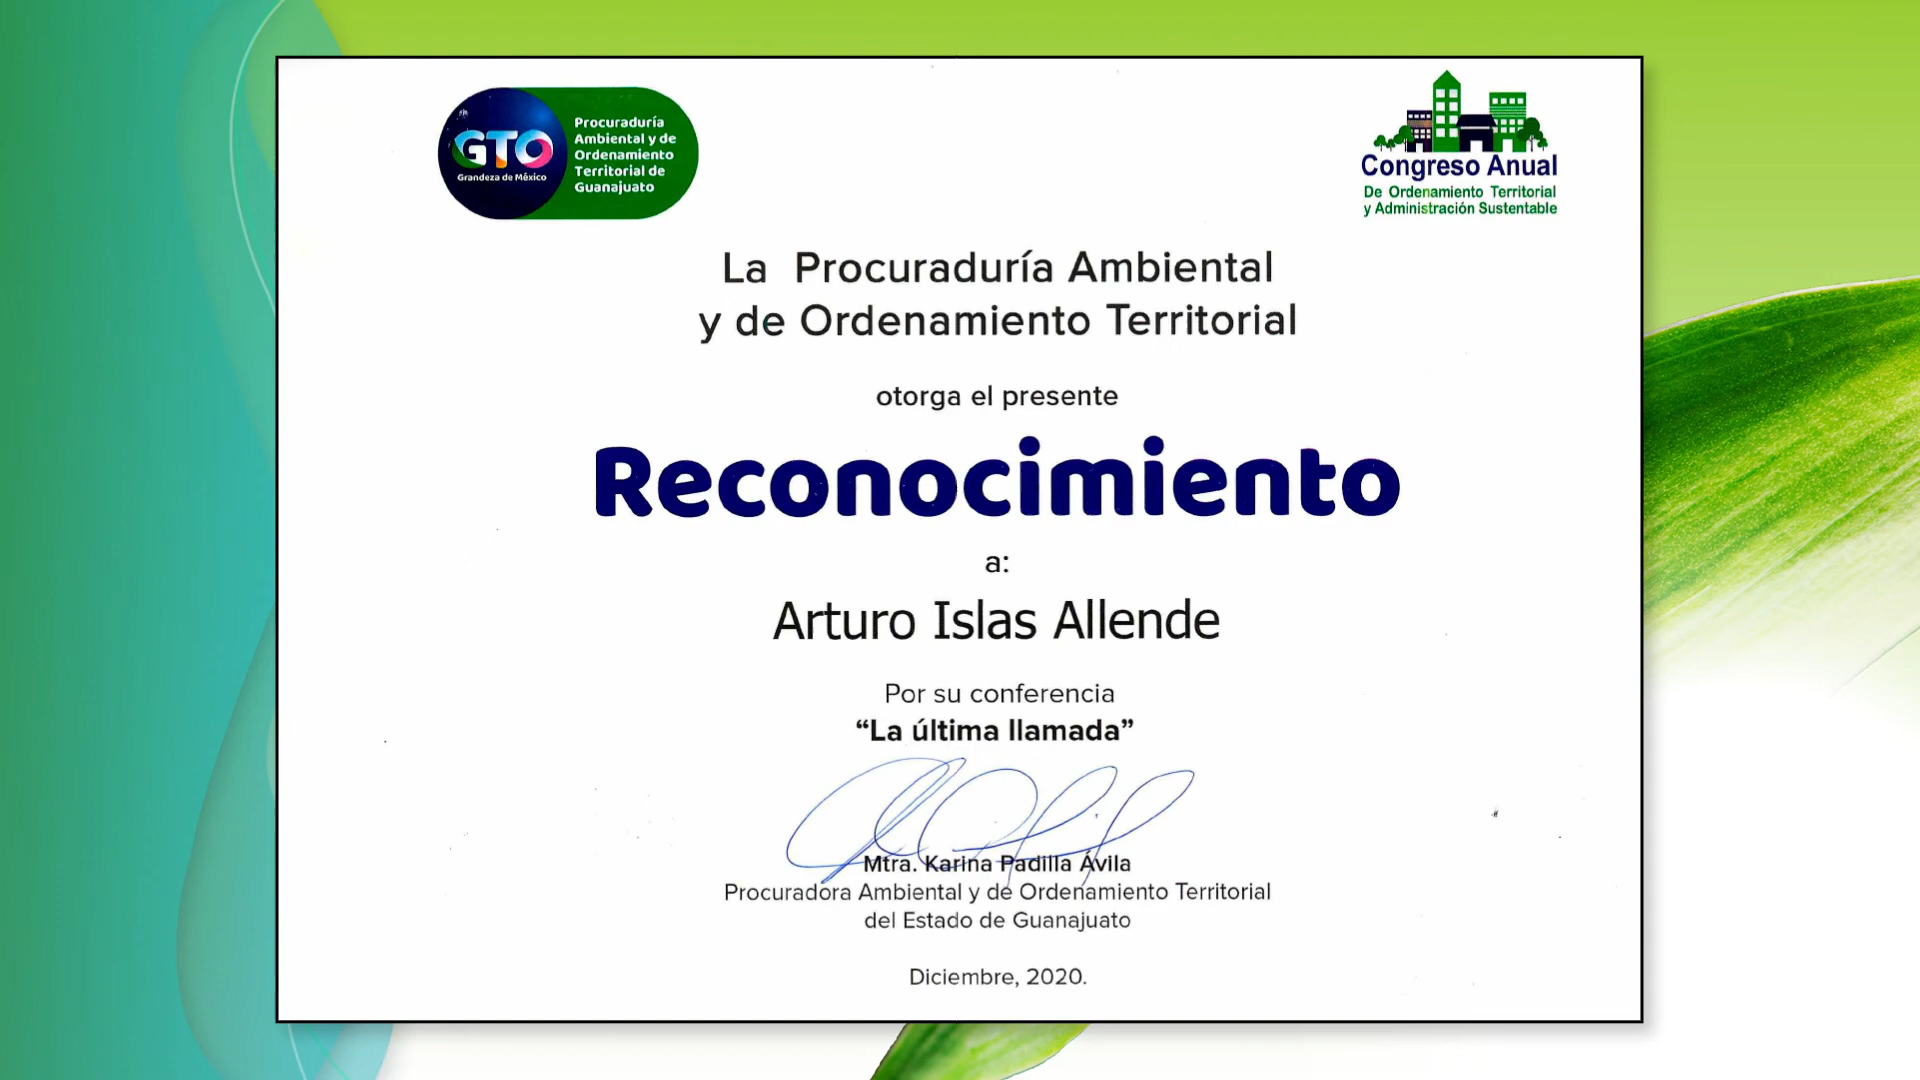 GTO
Grandeza de México
Procuraduría
Ambiental y de
Ordenamiento
Territorial de
Guanajuato
Congreso Anual
De Ordenamiento Territorial
y Administración Sustentable
La Procuraduría Ambiental
y de Ordenamiento Territorial
otorga el presente
Reconocimiento
a:
Arturo Islas Allende
Por su conferencia
“La última llamada”
Mtra. Karina Padilla Ávila
Procuradora Ambiental y de Ordenamiento Territorial
del Estado de Guanajuato
Diciembre, 2020.